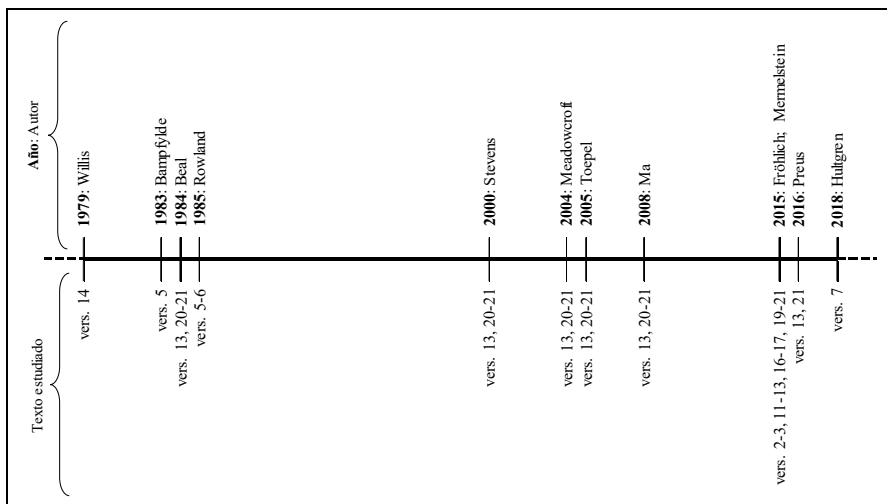 Año: Autor
1979: Willis
1983: Bampfylde
1984: Beal
1985: Rowland
2000: Stevens
2004: Meadowcroft
2005: Toepel
2008: Ma
2015: Fröhlich; Mermelstein
2016: Preus
2018: Hultgren
Texto estudiado
vers. 14
vers. 5
vers. 13, 20-21
vers. 5-6
vers. 13, 20-21
vers. 13, 20-21
vers. 13, 20-21
vers. 13, 20-21
vers. 2-3, 11-13, 16-17, 19-21
vers. 13, 21
vers. 7